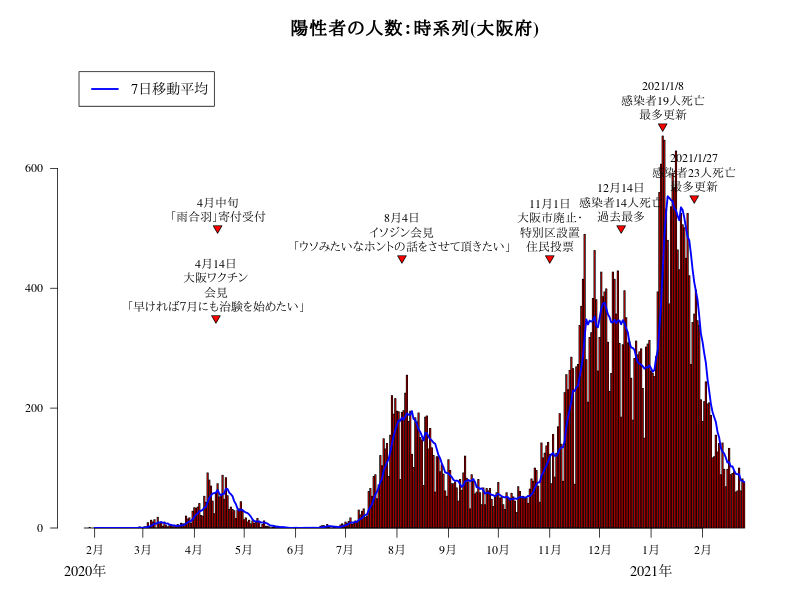 陽性者の人数：時系列(大阪府)
7日移動平均
2021/1/8
感染者19人死亡
最多更新
2021/1/27
感染者23人死亡
最多更新
12月14日
感染者14人死亡
過去最多
4月中旬
「雨合羽」寄付受付
11月1日
大阪市廃止・
特別区設置
住民投票
8月4日
イソジン会見
「ウソみたいなホントの話をさせて頂きたい」
4月14日
大阪ワクチン
会見
「早ければ7月にも治験を始めたい」
600
400
200
0
2月 3月 4月 5月 6月 7月 8月 9月 10月 11月 12月 1月 2月
2020年 2021年